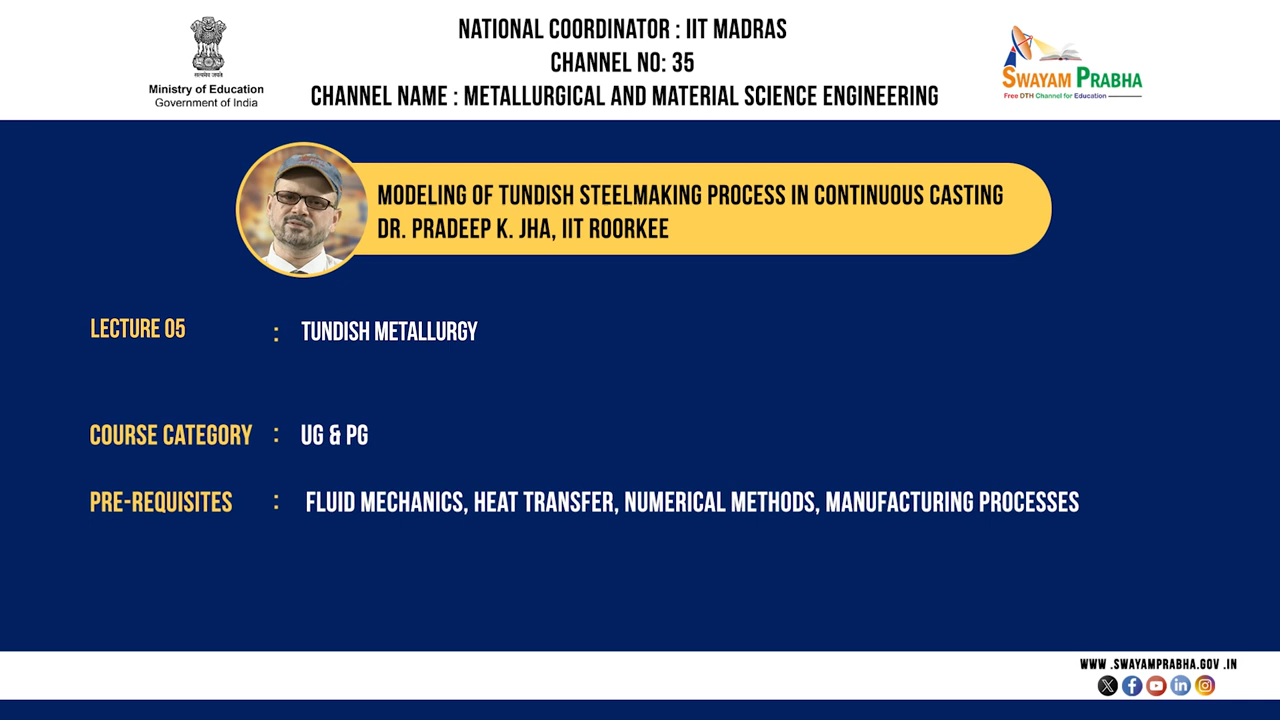 सत्यमेव जयते
Ministry of Education
Government of India
NATIONAL COORDINATOR : IIT MADRAS
CHANNEL NO: 35
CHANNEL NAME : METALLURGICAL AND MATERIAL SCIENCE ENGINEERING
SWAYAM PRABHA
Free DTH Channel for Education
MODELING OF TUNDISH STEELMAKING PROCESS IN CONTINUOUS CASTING
DR. PRADEEP K. JHA, IIT ROORKEE
LECTURE 05 : TUNDISH METALLURGY
COURSE CATEGORY : UG & PG
PRE-REQUISITES : FLUID MECHANICS, HEAT TRANSFER, NUMERICAL METHODS, MANUFACTURING PROCESSES
WWW .SWAYAMPRABHA.GOV .IN